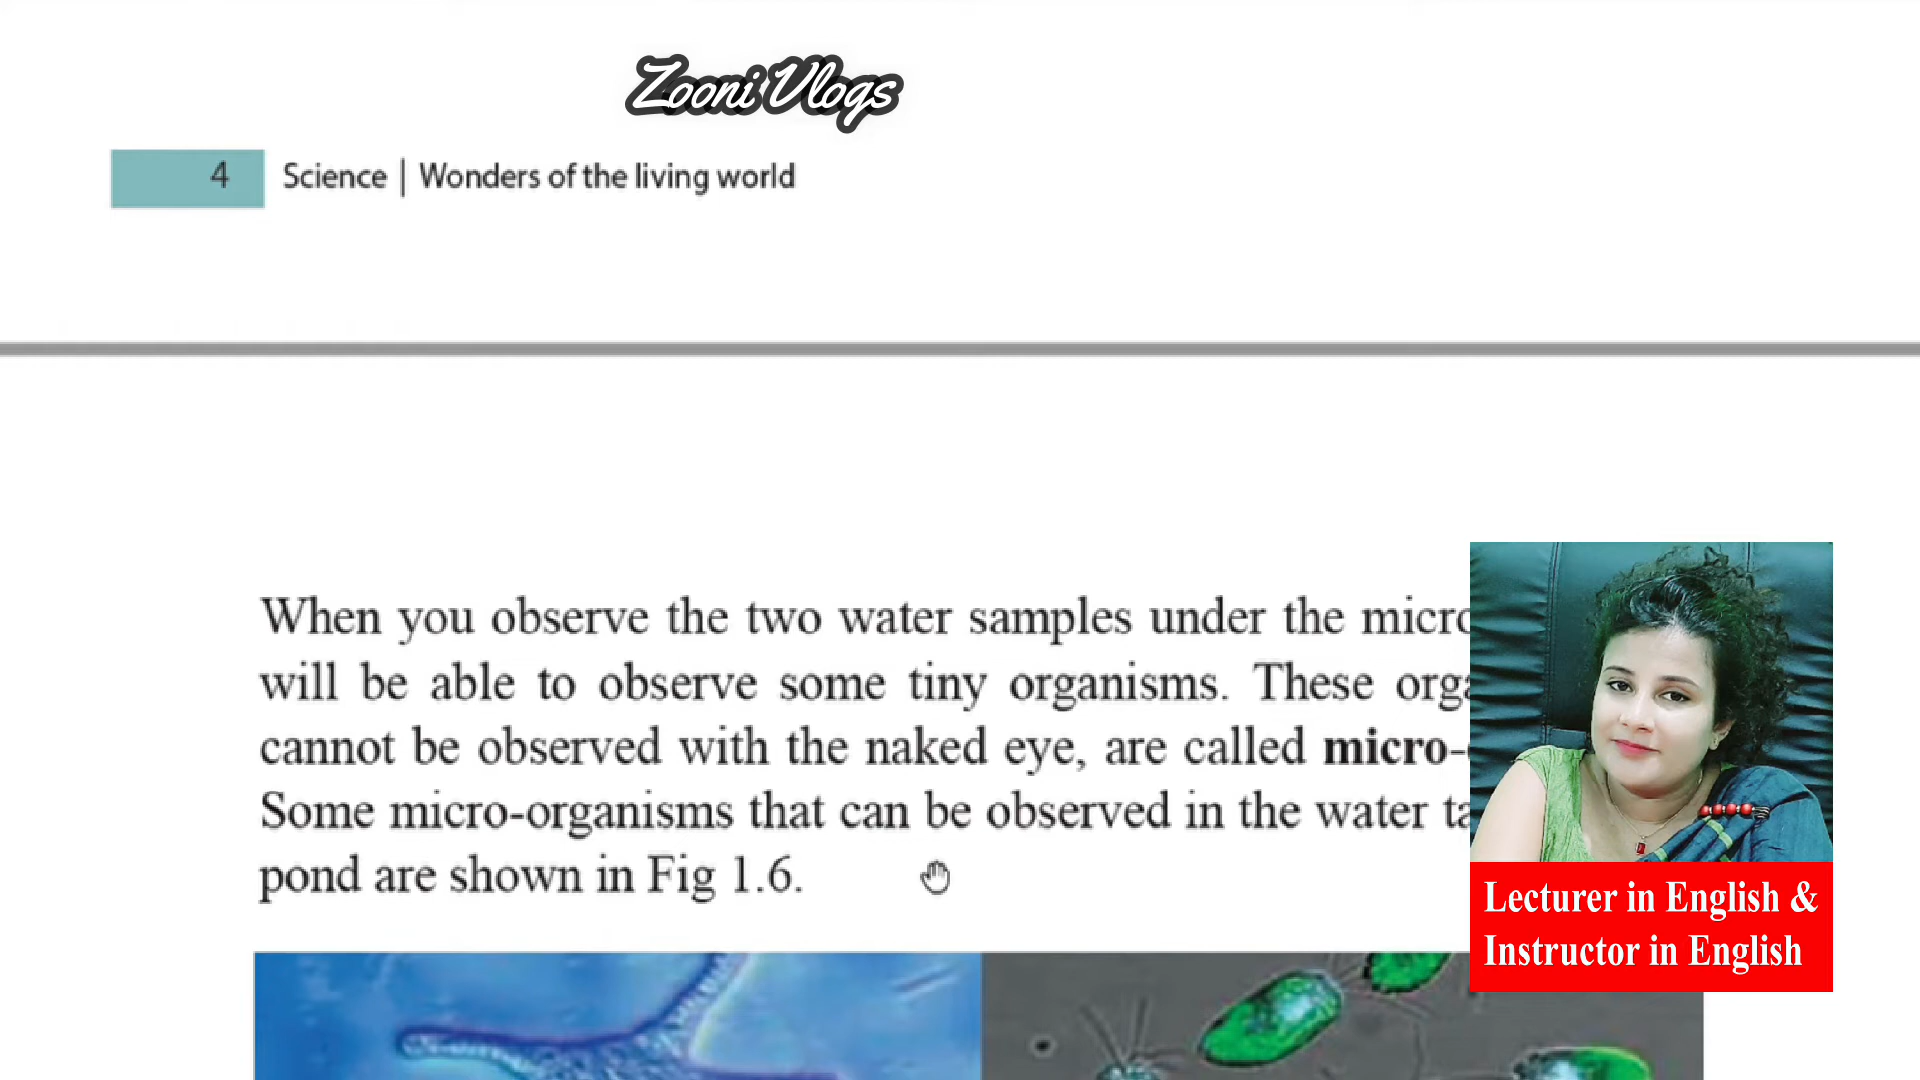 Zooni Vlogs
4 Science | Wonders of the living world
When you observe the two water samples under the
will be able to observe some tiny organisms. These
cannot be observed with the naked eye, are called micro-
Some micro-organisms that can be observed in the water
pond are shown in Fig 1.6.
Lecturer in English &
Instructor in English